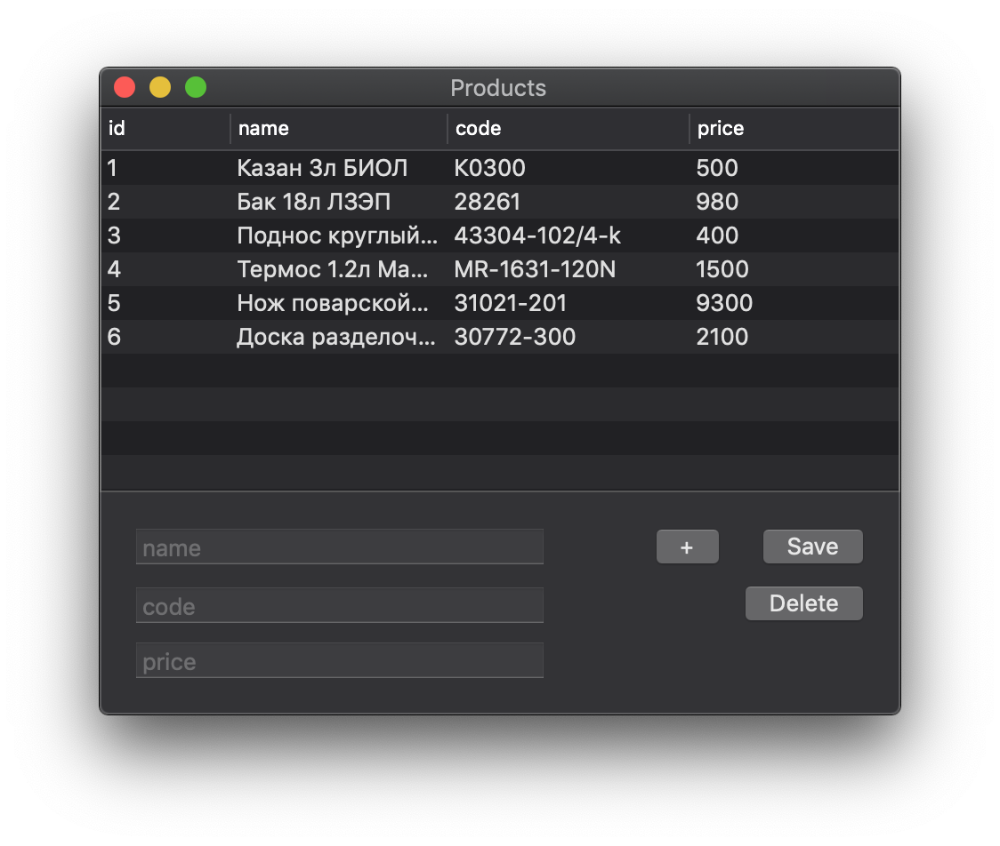 Products
id name code price
1 Казан 3л БИОЛ K0300 500
2 Бак 18л ЛЗЭП 28261 980
3 Поднос круглый... 43304-102/4-k 400
4 Термос 1.2л Ма... MR-1631-120N 1500
5 Нож поварской... 31021-201 9300
6 Доска разделоч... 30772-300 2100
name + Save
code Delete
price